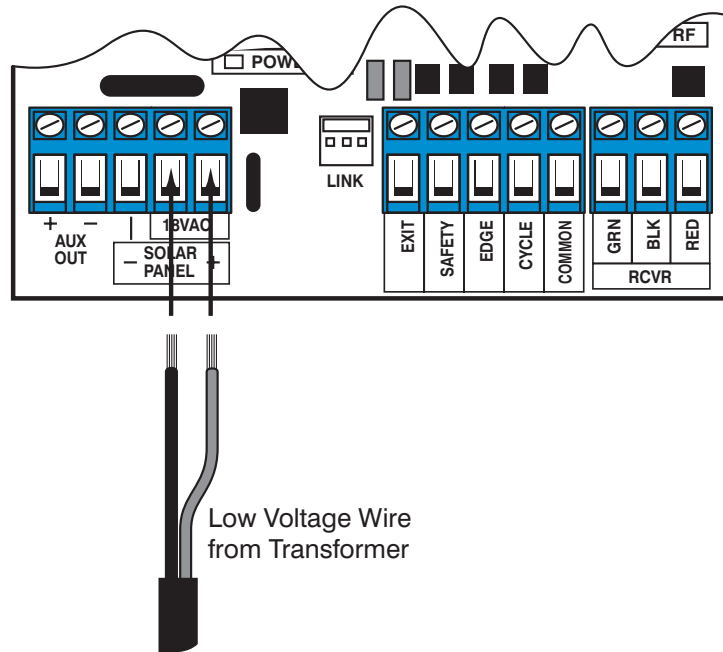 POWE
RF
LINK
+ –
AUX
OUT
18VAC
– SOLAR +
PANEL
EXIT
SAFETY
EDGE
CYCLE
COMMON
GRN
BLK
RED
RCVR
Low Voltage Wire
from Transformer